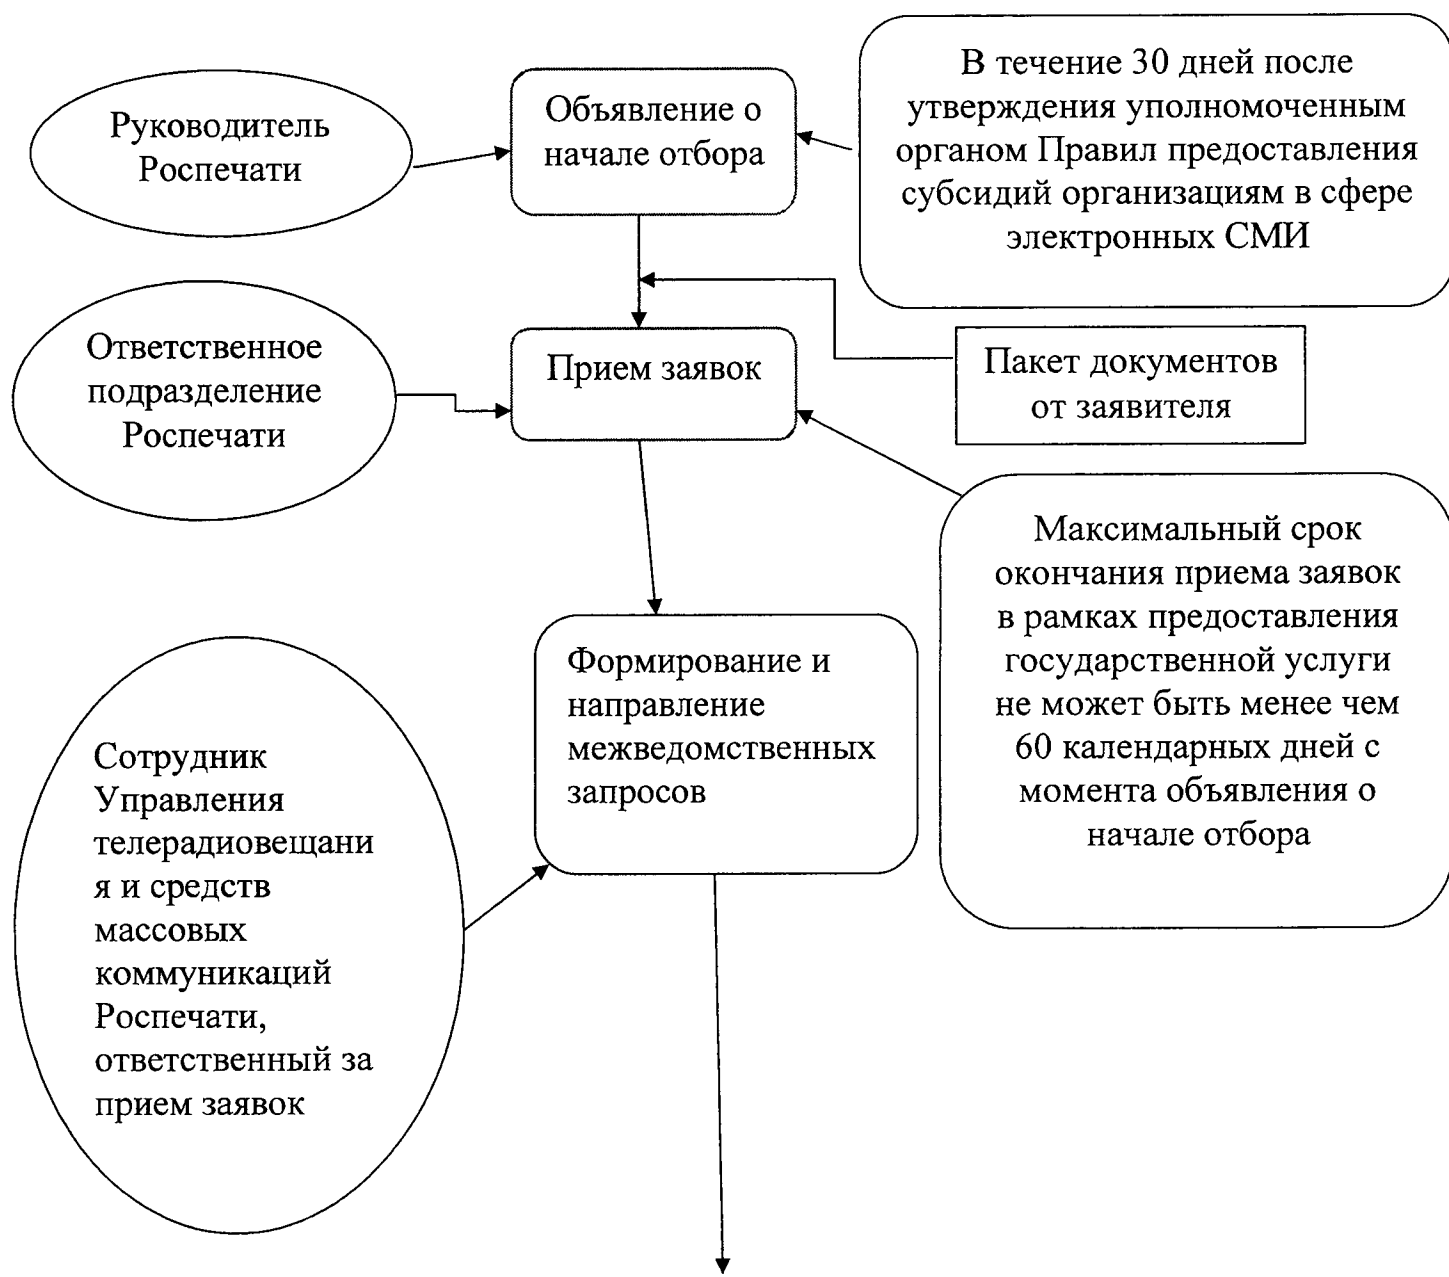 Руководитель
Роспечати
Объявление о
начале отбора
В течение 30 дней после
утверждения уполномоченным
органом Правил предоставления
субсидий организациям в сфере
электронных СМИ
Ответственное
подразделение
Роспечати
Прием заявок
Пакет документов
от заявителя
Максимальный срок
окончания приема заявок
в рамках предоставления
государственной услуги
не может быть менее чем
60 календарных дней с
момента объявления о
начале отбора
Формирование и
направление
межведомственных
запросов
Сотрудник
Управления
телерадиовещани
я и средств
массовых
коммуникаций
Роспечати,
ответственный за
прием заявок